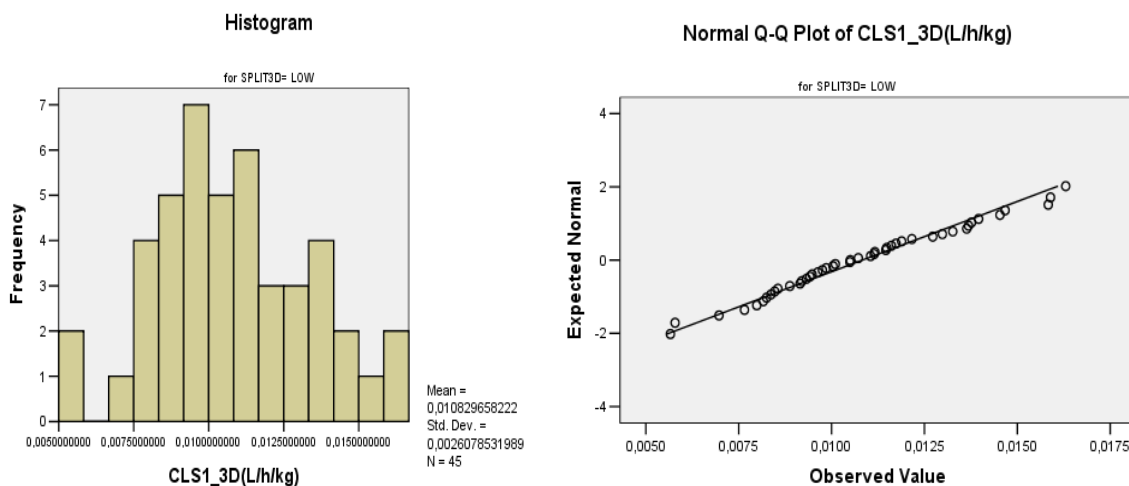 Histogram
for SPLIT3D= LOW
7
6
5
4
3
2
1
0
Frequency
0,0050000000 0,0075000000 0,0100000000 0,0125000000 0,0150000000
CLS1_3D(L/h/kg)
Mean =
0,010829658222
Std. Dev. =
0,0026078531989
N = 45
Normal Q-Q Plot of CLS1_3D(L/h/kg)
for SPLIT3D= LOW
4
2
0
-2
-4
Expected Normal
0,0050 0,0075 0,0100 0,0125 0,0150 0,0175
Observed Value